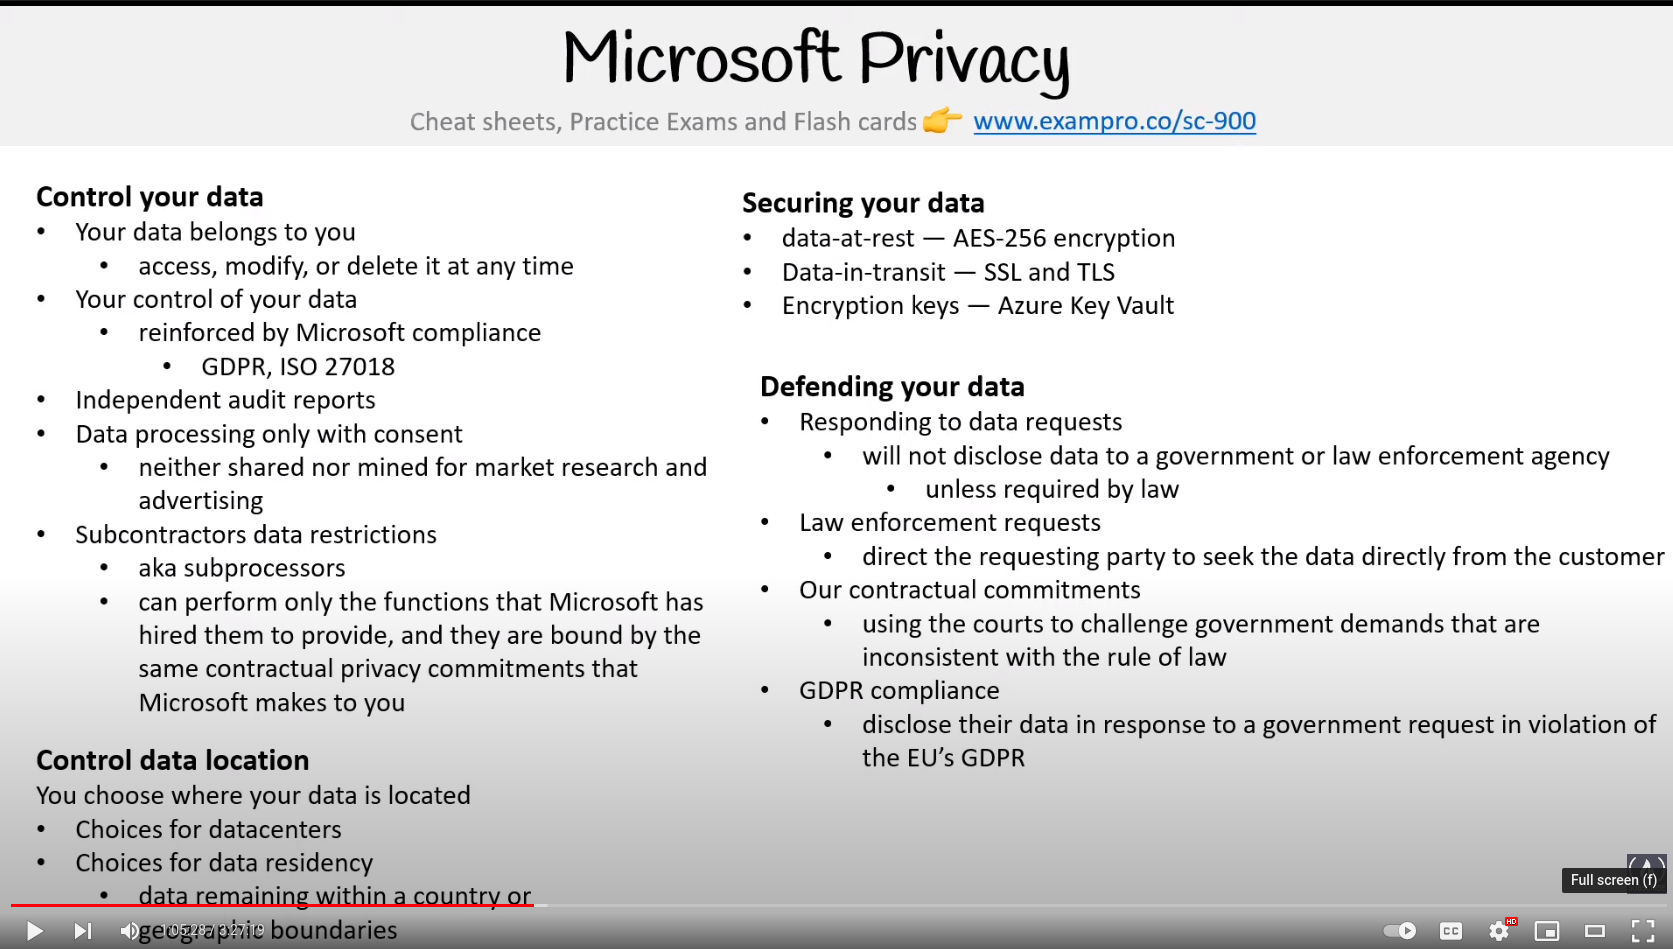 Microsoft Privacy
Cheat sheets, Practice Exams and Flash cards 👉 www.exampro.co/sc-900
Control your data
• Your data belongs to you
• access, modify, or delete it at any time
• Your control of your data
• reinforced by Microsoft compliance
• GDPR, ISO 27018
• Independent audit reports
• Data processing only with consent
• neither shared nor mined for market research and
advertising
• Subcontractors data restrictions
• aka subprocessors
• can perform only the functions that Microsoft has
hired them to provide, and they are bound by the
same contractual privacy commitments that
Microsoft makes to you
Control data location
You choose where your data is located
• Choices for datacenters
• Choices for data residency
• data remaining within a country or
geographic boundaries
Securing your data
• data-at-rest — AES-256 encryption
• Data-in-transit — SSL and TLS
• Encryption keys — Azure Key Vault
Defending your data
• Responding to data requests
• will not disclose data to a government or law enforcement agency
• unless required by law
• Law enforcement requests
• direct the requesting party to seek the data directly from the customer
• Our contractual commitments
• using the courts to challenge government demands that are
inconsistent with the rule of law
• GDPR compliance
• disclose their data in response to a government request in violation of
the EU’s GDPR
Full screen (f)
1:05:28 / 3:27:19
CC
HD